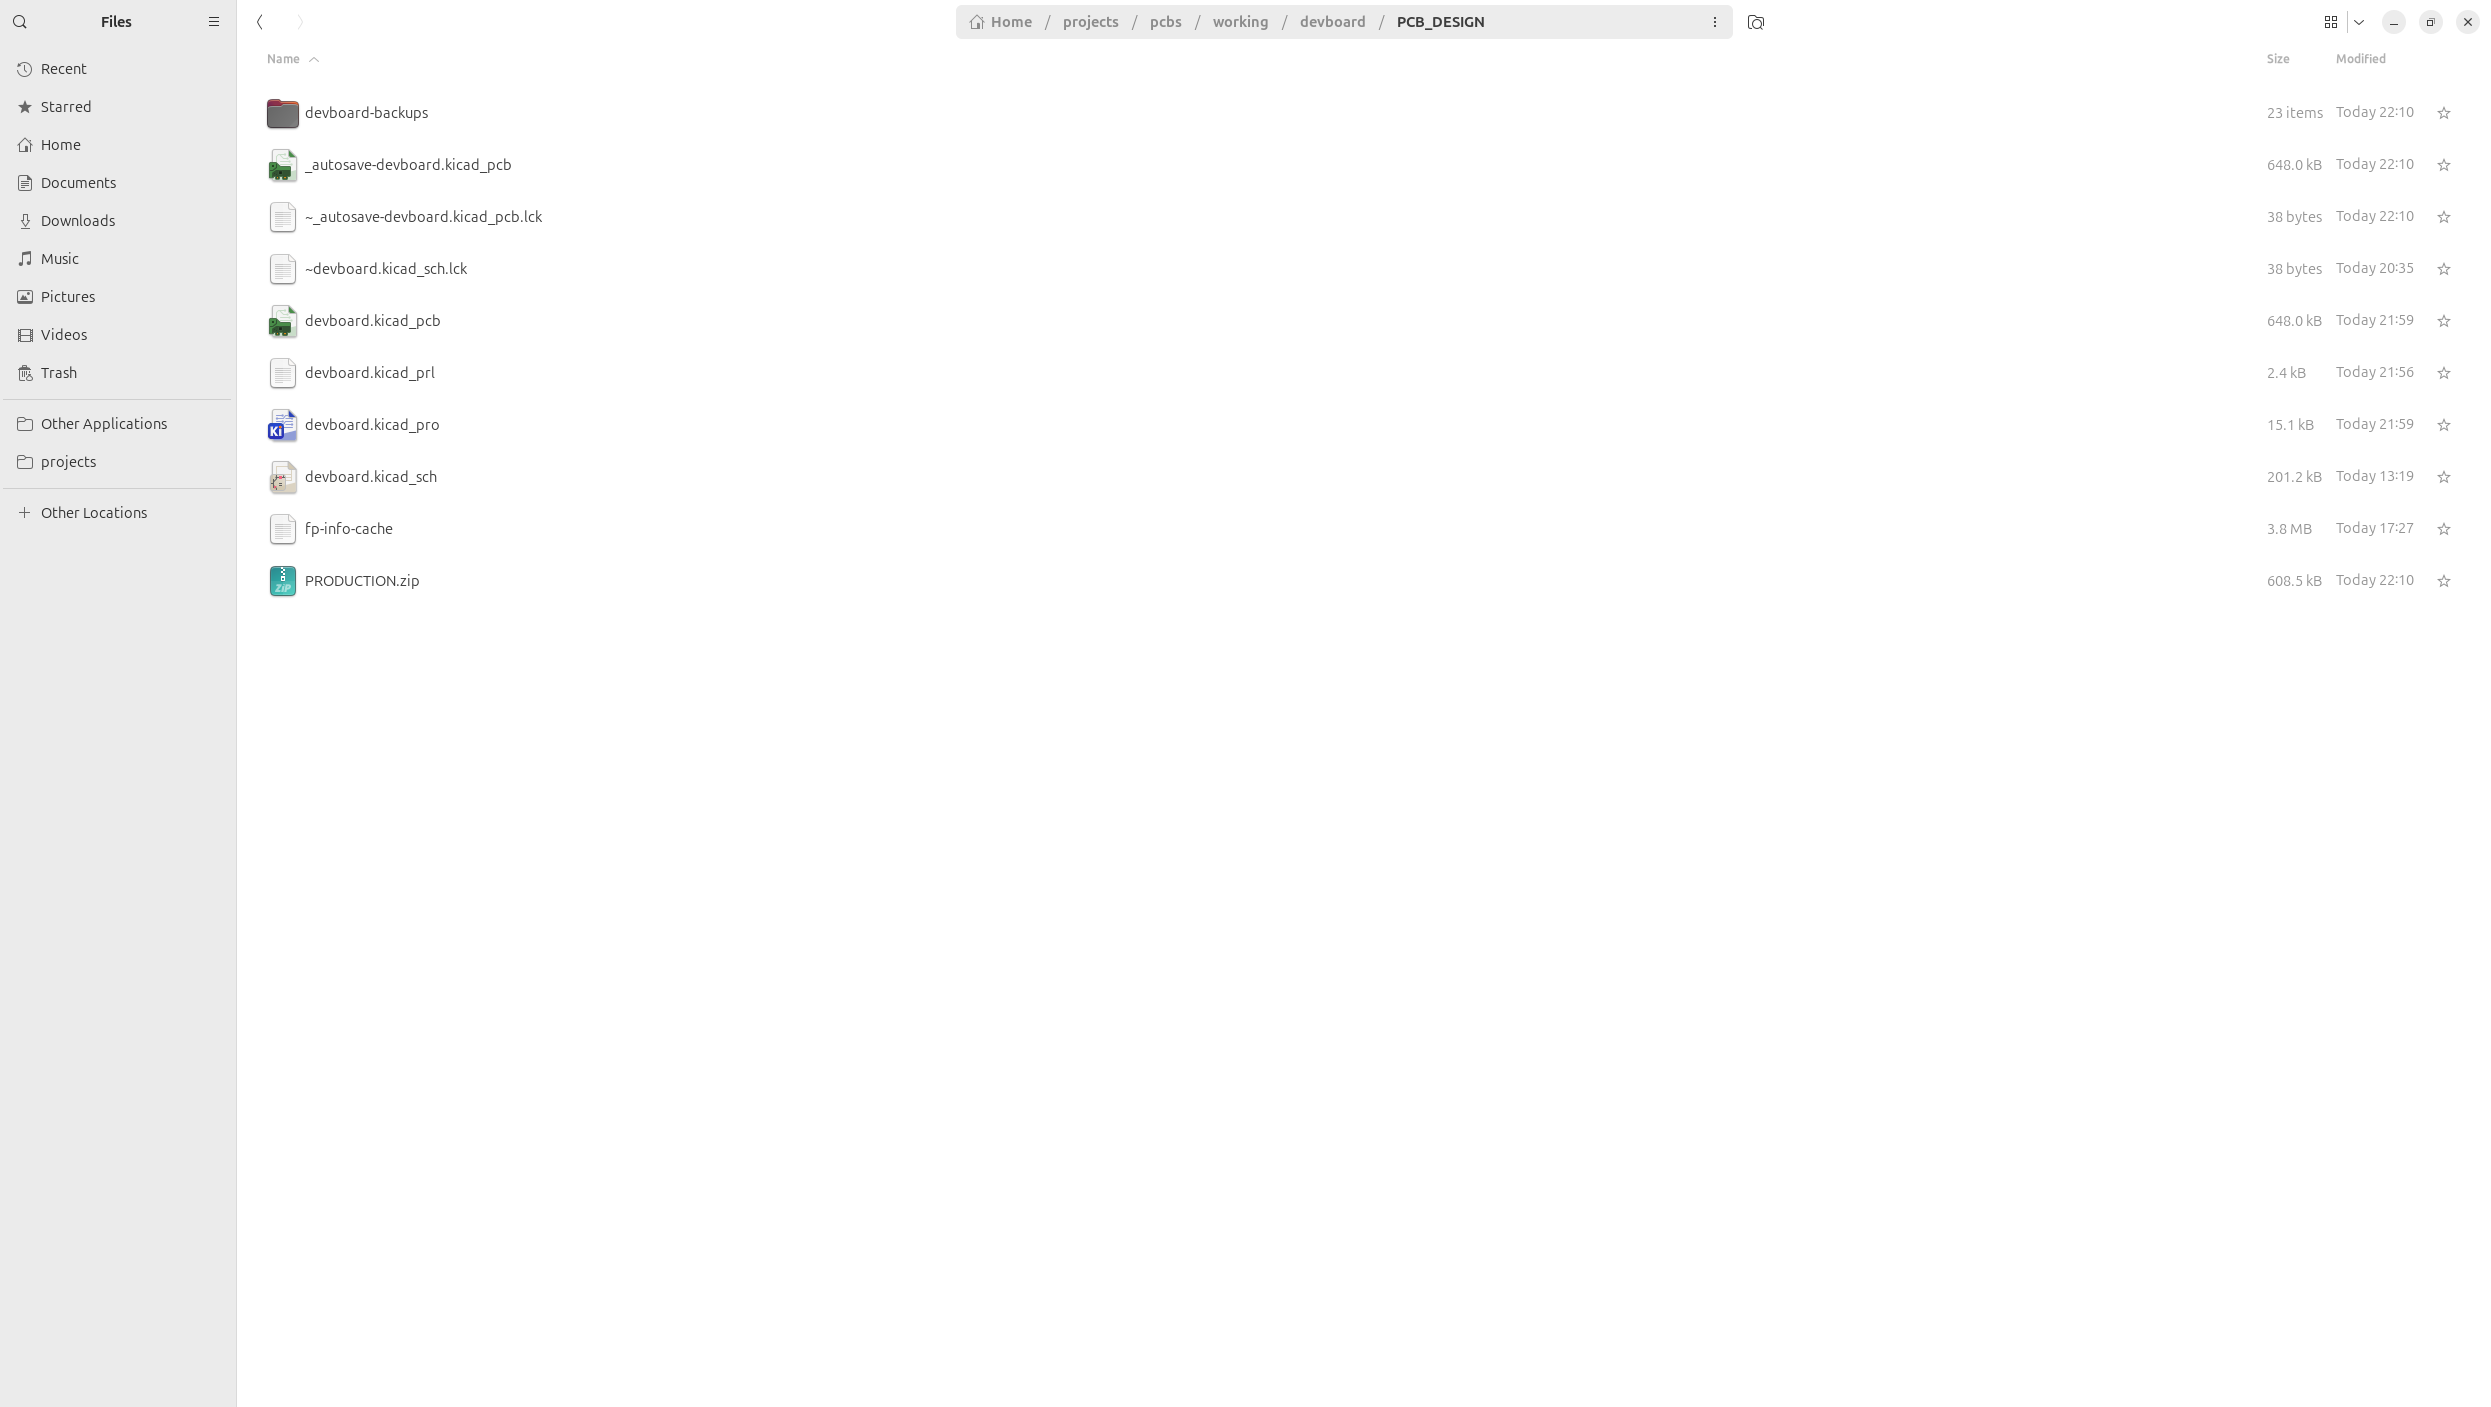 Files
Home / projects / pcbs / working / devboard / PCB_DESIGN
Recent
Starred
Home
Documents
Downloads
Music
Pictures
Videos
Trash
Other Applications
projects
Other Locations
Name Size Modified
devboard-backups 23 items Today 22:10
_autosave-devboard.kicad_pcb 648.0 kB Today 22:10
~_autosave-devboard.kicad_pcb.lck 38 bytes Today 22:10
~devboard.kicad_sch.lck 38 bytes Today 20:35
devboard.kicad_pcb 648.0 kB Today 21:59
devboard.kicad_prl 2.4 kB Today 21:56
Ki devboard.kicad_pro 15.1 kB Today 21:59
devboard.kicad_sch 201.2 kB Today 13:19
fp-info-cache 3.8 MB Today 17:27
ZiP PRODUCTION.zip 608.5 kB Today 22:10